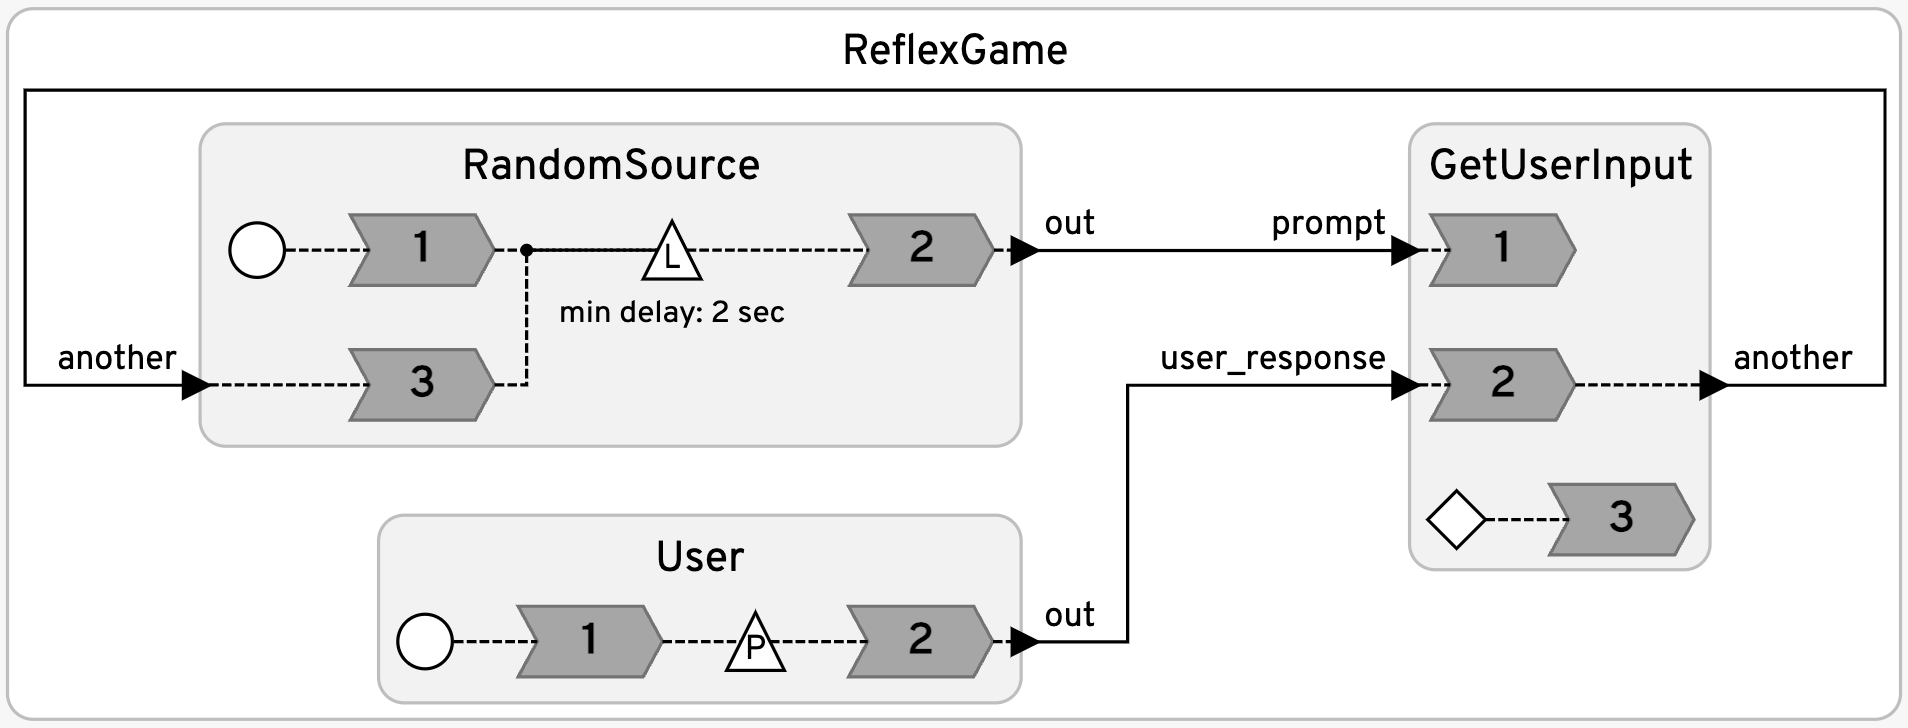 ReflexGame
RandomSource
1
L
2
min delay: 2 sec
another
3
out
prompt
GetUserInput
1
user_response
2
another
3
User
1
P
2
out